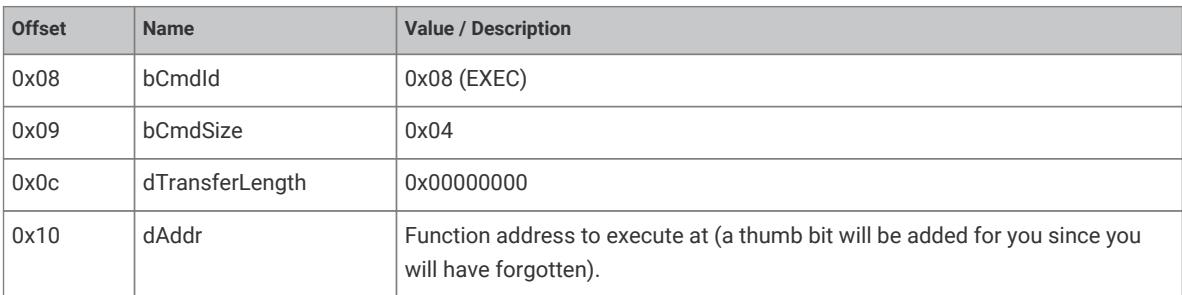 Offset Name Value / Description
0x08 bCmdId 0x08 (EXEC)
0x09 bCmdSize 0x04
0x0c dTransferLength 0x00000000
0x10 dAddr Function address to execute at (a thumb bit will be added for you since you
will have forgotten).